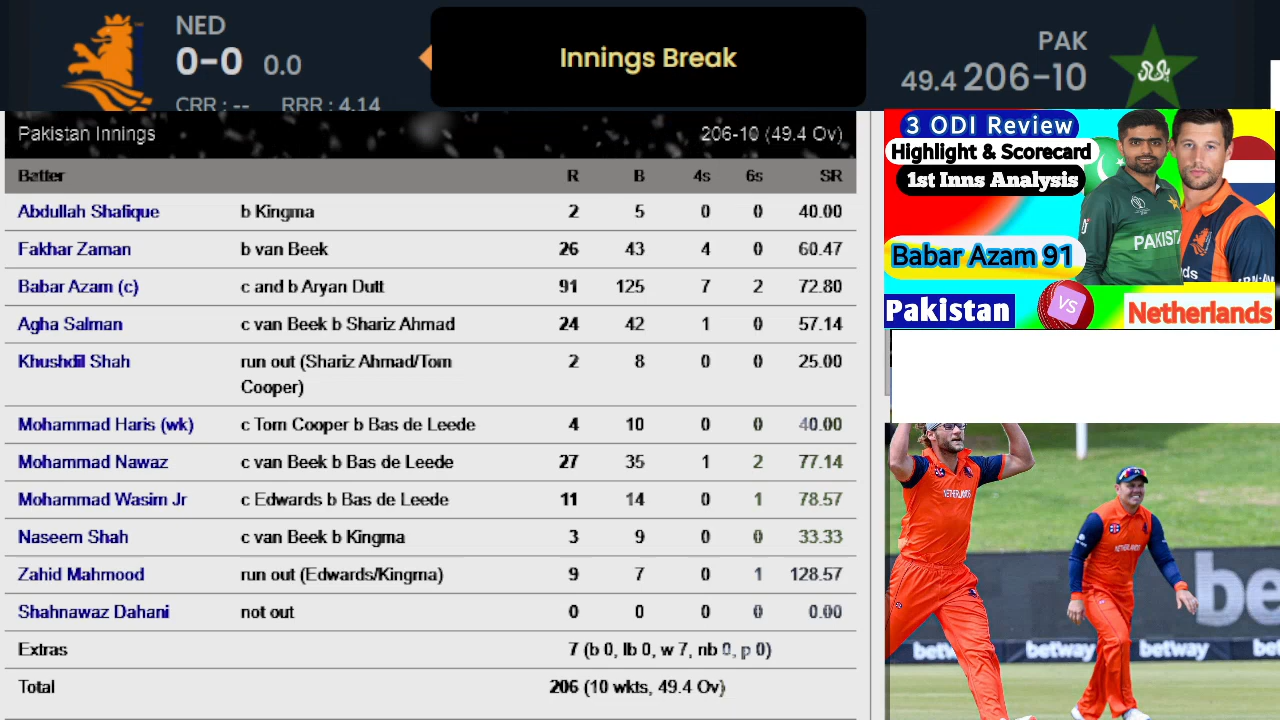 NED
0-0 0.0
CRR : -- RRR : 4.14
Innings Break
PAK
49.4 206-10
Pakistan Innings 206-10 (49.4 Ov)
Batter R B 4s 6s SR
Abdullah Shafique b Kingma 2 5 0 0 40.00
Fakhar Zaman b van Beek 26 43 4 0 60.47
Babar Azam (c) c and b Aryan Dutt 91 125 7 2 72.80
Agha Salman c van Beek b Shariz Ahmad 24 42 1 0 57.14
Khushdil Shah run out (Shariz Ahmad/Tom 2 8 0 0 25.00
Cooper)
Mohammad Haris (wk) c Tom Cooper b Bas de Leede 4 10 0 0 40.00
Mohammad Nawaz c van Beek b Bas de Leede 27 35 1 2 77.14
Mohammad Wasim Jr c Edwards b Bas de Leede 11 14 0 1 78.57
Naseem Shah c van Beek b Kingma 3 9 0 0 33.33
Zahid Mahmood run out (Edwards/Kingma) 9 7 0 1 128.57
Shahnawaz Dahani not out 0 0 0 0 0.00
Extras 7 (b 0, lb 0, w 7, nb 0, p 0)
Total 206 (10 wkts, 49.4 Ov)
3 ODI Review
Highlight & Scorecard
1st Inns Analysis
PAKIST
Babar Azam 91
Pakistan
VS
Netherlands
NETHERLANDS
NETHERLANDS
be
betw
betway
betway
betw